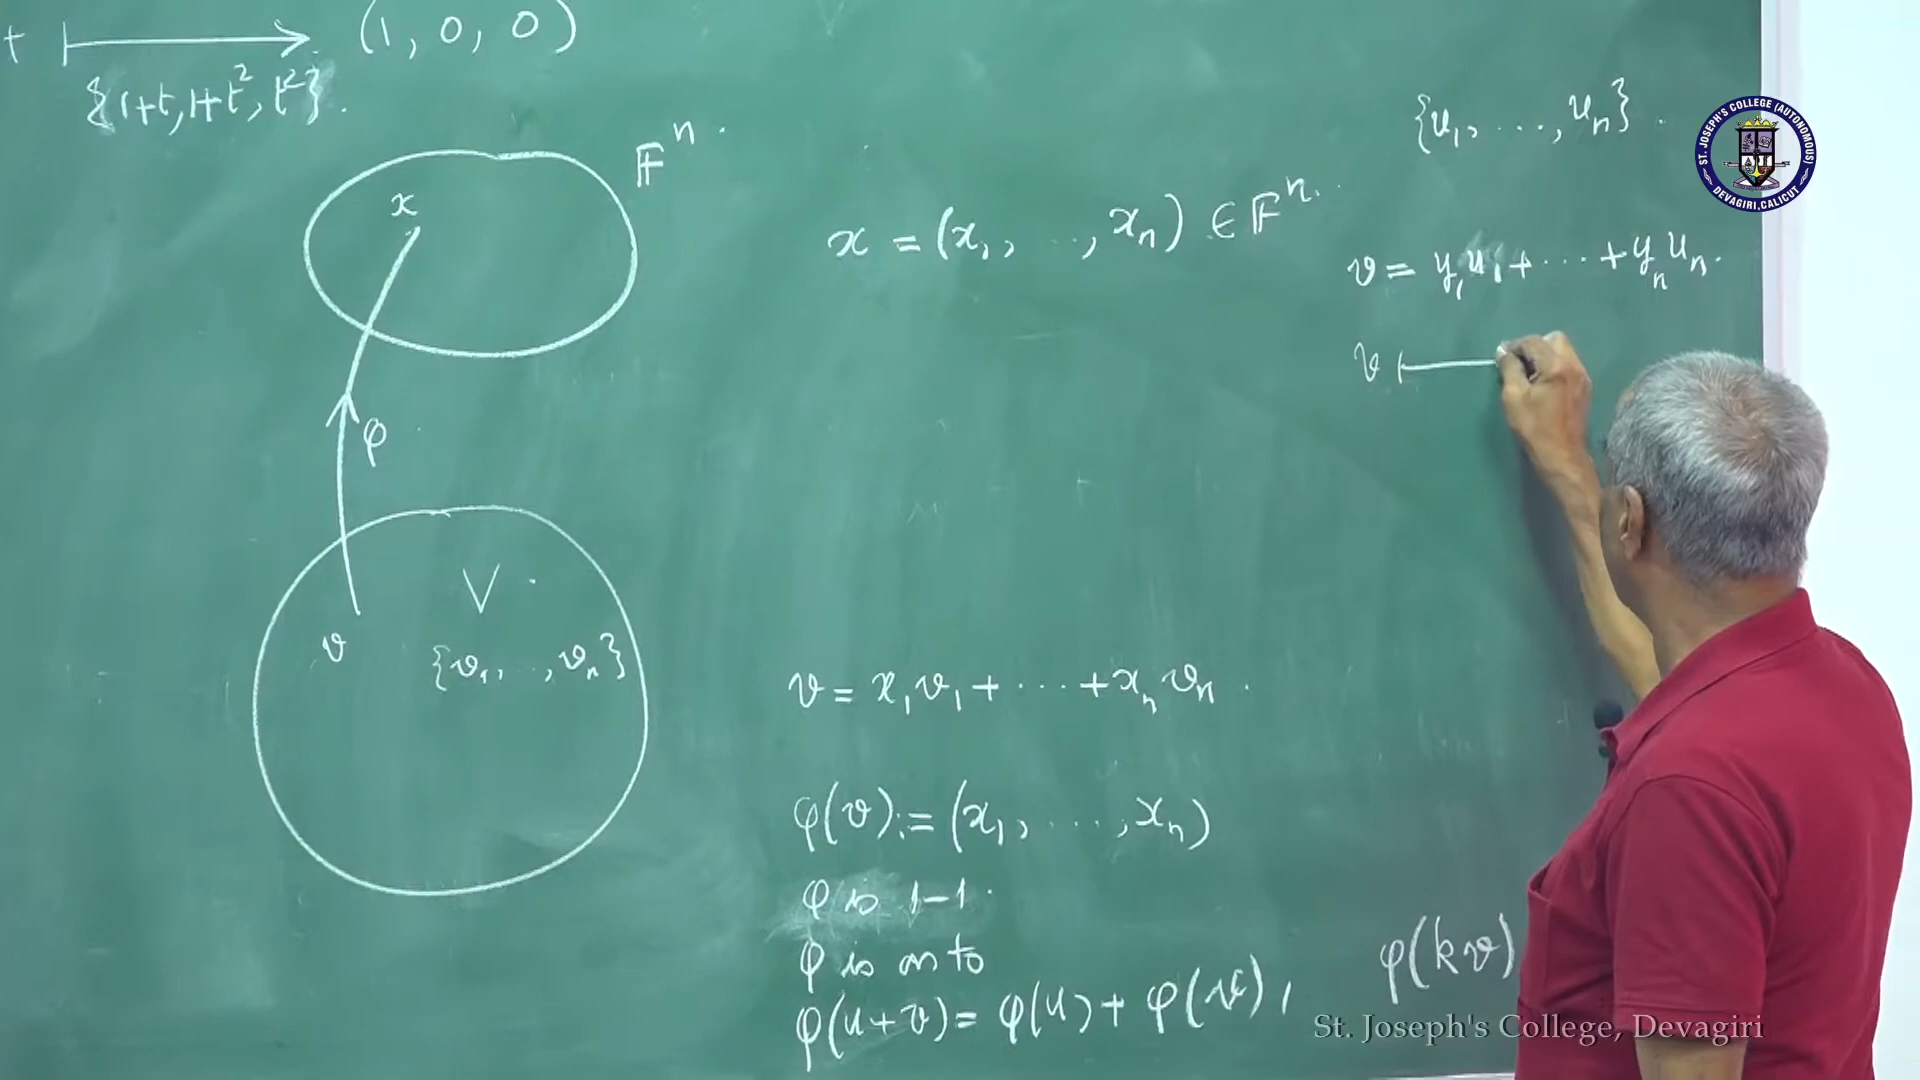 t ⟼ (1, 0, 0)
{1+t, 1+t², t²}.
𝔽ⁿ.
x
φ
V
v
{v₁, ..., vₙ}
x = (x₁, ..., xₙ) ∈ 𝔽ⁿ.
v = x₁v₁ + ··· + xₙvₙ.
φ(v) := (x₁, ..., xₙ)
φ is 1-1.
φ is onto
φ(u+v) = φ(u) + φ(v), φ(kv)
{u₁, ..., uₙ}.
v = y₁u₁ + ··· + yₙuₙ.
v
ST. JOSEPH'S COLLEGE (AUTONOMOUS)
DEVAGIRI, CALICUT
St. Joseph's College, Devagiri